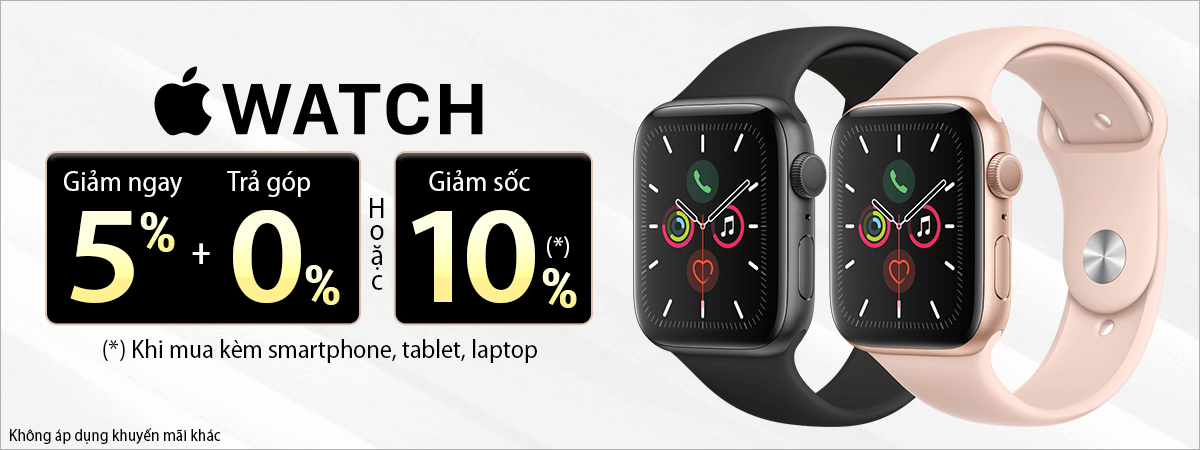 WATCH
Giảm ngay
5%
+
Trả góp
0%
Hoặc
Giảm sốc
10%
(*)
(*) Khi mua kèm smartphone, tablet, laptop
Không áp dụng khuyến mãi khác